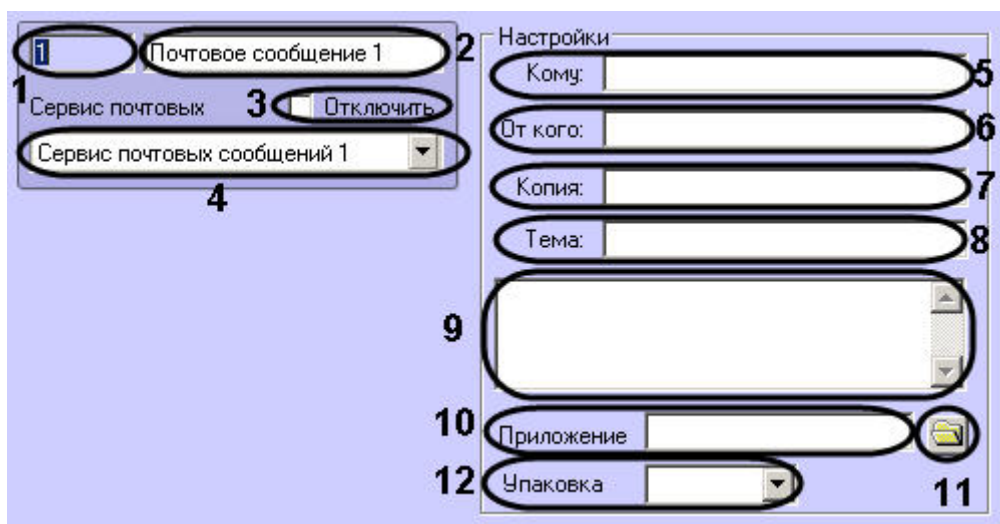 1 Почтовое сообщение 1 2
1
Сервис почтовых 3 Отключить
Сервис почтовых сообщений 1
4
Настройки
Кому: 5
От кого: 6
Копия: 7
Тема: 8
9
10 Приложение
11
12 Упаковка